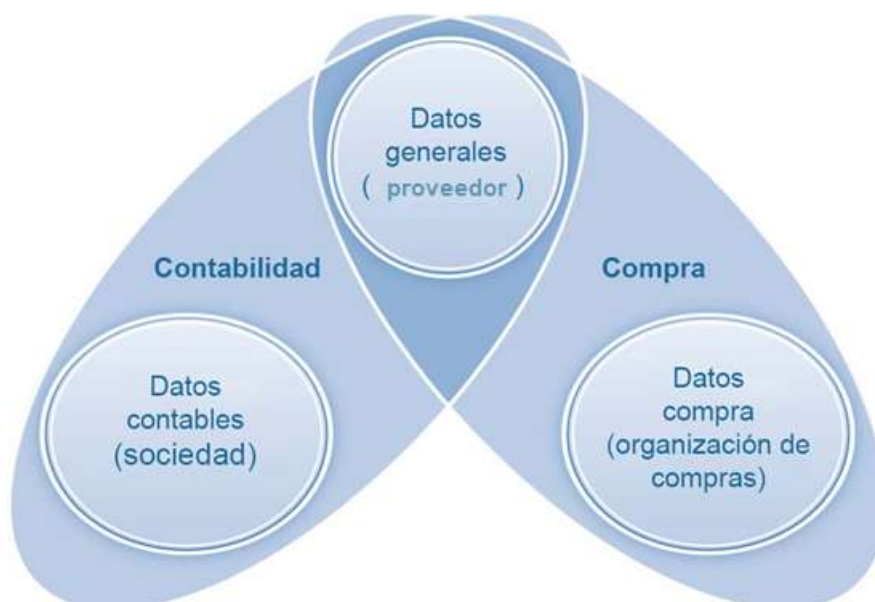 Datos
generales
( proveedor )
Contabilidad
Compra
Datos
contables
(sociedad)
Datos
compra
(organización de
compras)